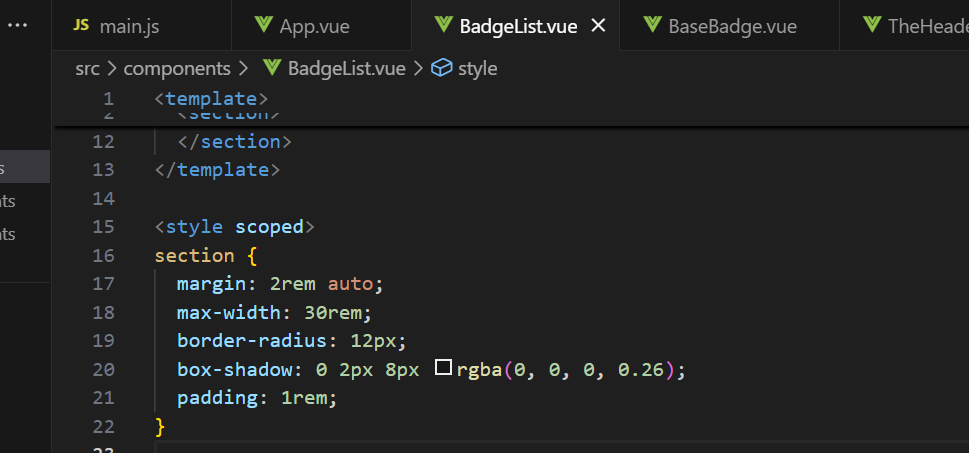 ... JS main.js App.vue BadgeList.vue × BaseBadge.vue TheHeade
src > components > BadgeList.vue > style
1 <template>
2 <section>
s 12 </section>
13 </template>
ts 14
15 <style scoped>
ts 16 section {
17 margin: 2rem auto;
18 max-width: 30rem;
19 border-radius: 12px;
20 box-shadow: 0 2px 8px rgba(0, 0, 0, 0.26);
21 padding: 1rem;
22 }
23